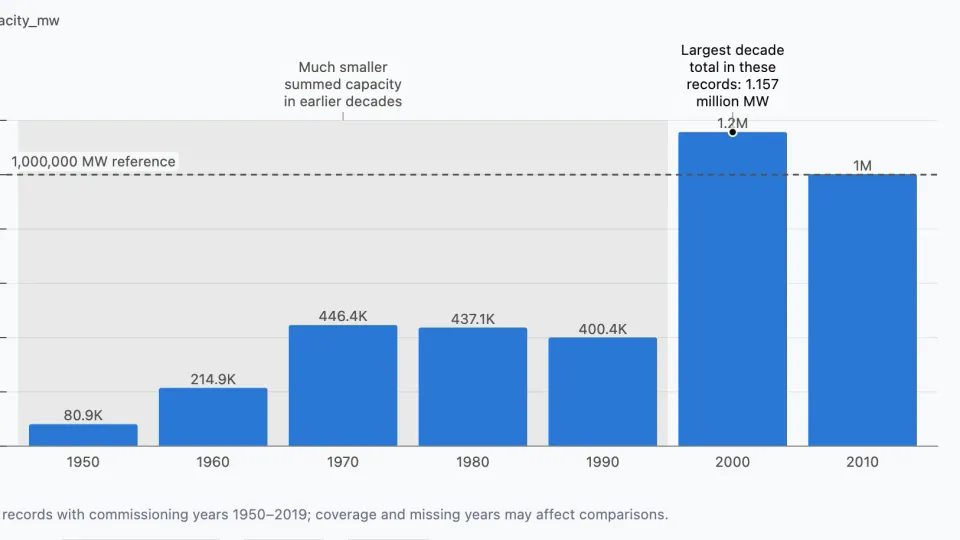 acity_mw
Much smaller
summed capacity
in earlier decades
Largest decade
total in these
records: 1.157
million MW
1.2M
1,000,000 MW reference
1M
446.4K
437.1K
400.4K
214.9K
80.9K
1950 1960 1970 1980 1990 2000 2010
records with commissioning years 1950–2019; coverage and missing years may affect comparisons.